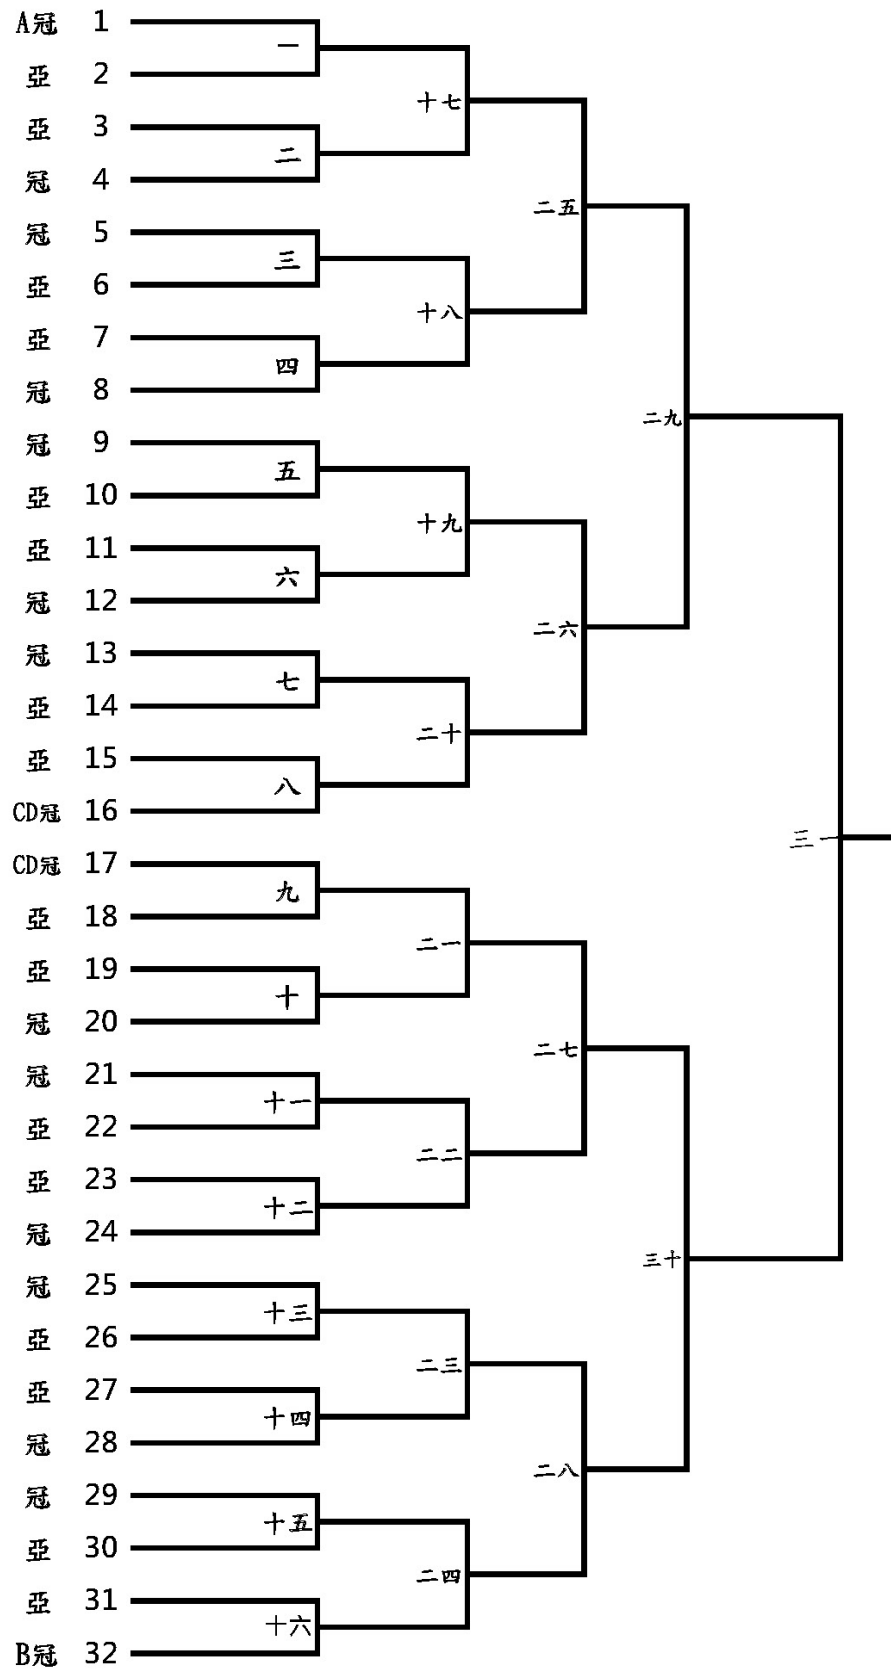 A冠 1
一
亞 2
十七
亞 3
二
冠 4
二五
冠 5
三
亞 6
十八
亞 7
四
冠 8
二九
冠 9
五
亞 10
十九
亞 11
六
冠 12
二六
冠 13
七
亞 14
二十
亞 15
八
CD冠 16
三一
CD冠 17
九
亞 18
二一
亞 19
十
冠 20
二七
冠 21
十一
亞 22
二二
亞 23
十二
冠 24
三十
冠 25
十三
亞 26
二三
亞 27
十四
冠 28
二八
冠 29
十五
亞 30
二四
亞 31
十六
B冠 32